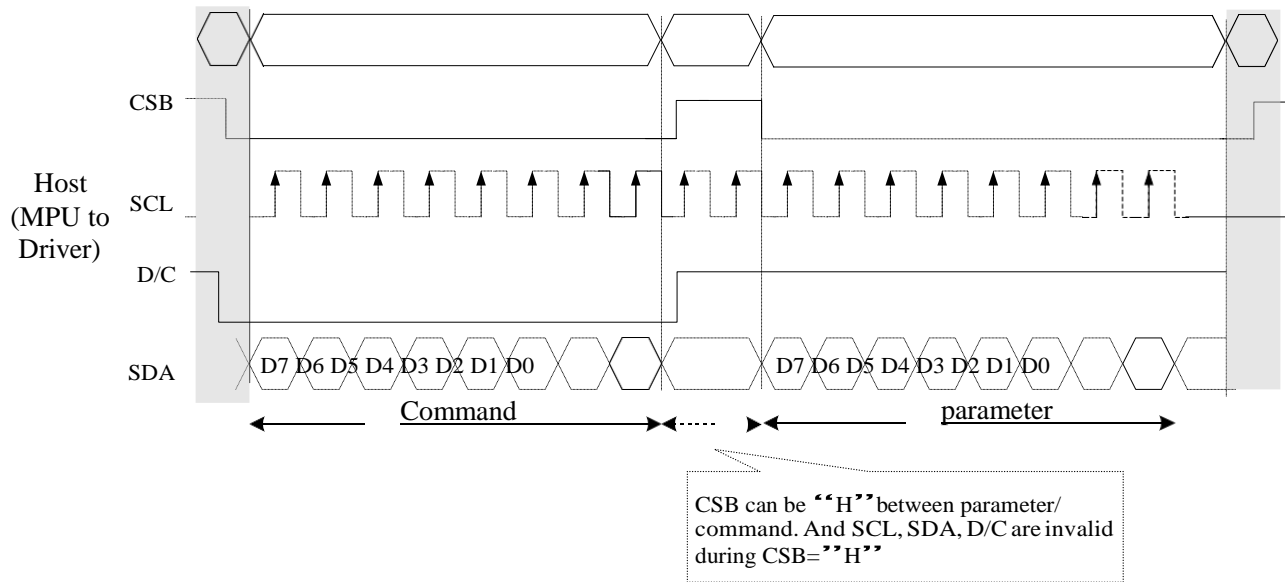 CSB
Host
(MPU to
Driver)
SCL
D/C
SDA
D7 D6 D5 D4 D3 D2 D1 D0
D7 D6 D5 D4 D3 D2 D1 D0
Command
parameter
CSB can be “H” between parameter/
command. And SCL, SDA, D/C are invalid
during CSB=”H”